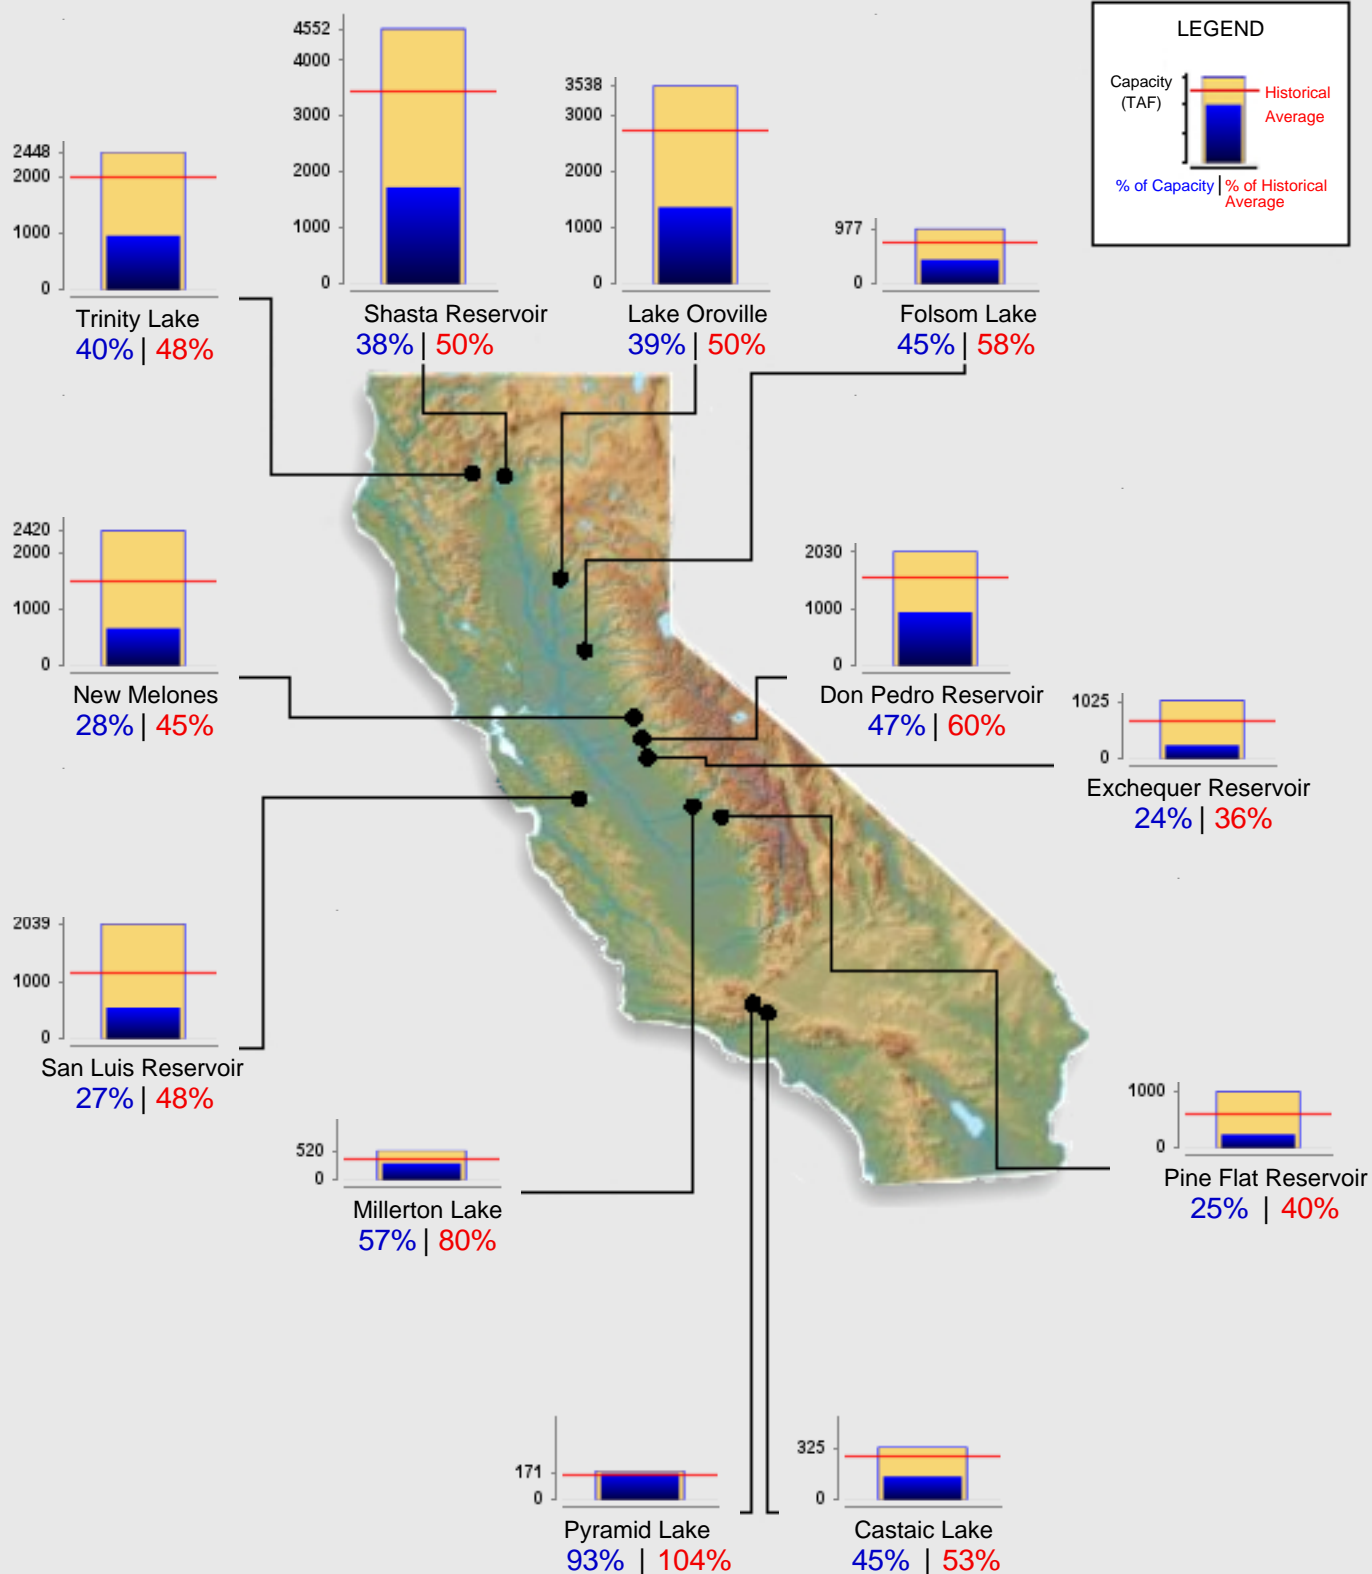 LEGEND
Capacity
(TAF)
Historical
Average
% of Capacity | % of Historical
Average
4552
4000
3000
2000
1000
0
Shasta Reservoir
38% | 50%
3538
3000
2000
1000
0
Lake Oroville
39% | 50%
2448
2000
1000
0
Trinity Lake
40% | 48%
977
0
Folsom Lake
45% | 58%
2420
2000
1000
0
New Melones
28% | 45%
2030
1000
0
Don Pedro Reservoir
47% | 60%
1025
0
Exchequer Reservoir
24% | 36%
2039
1000
0
San Luis Reservoir
27% | 48%
520
0
Millerton Lake
57% | 80%
1000
0
Pine Flat Reservoir
25% | 40%
171
0
Pyramid Lake
93% | 104%
325
0
Castaic Lake
45% | 53%